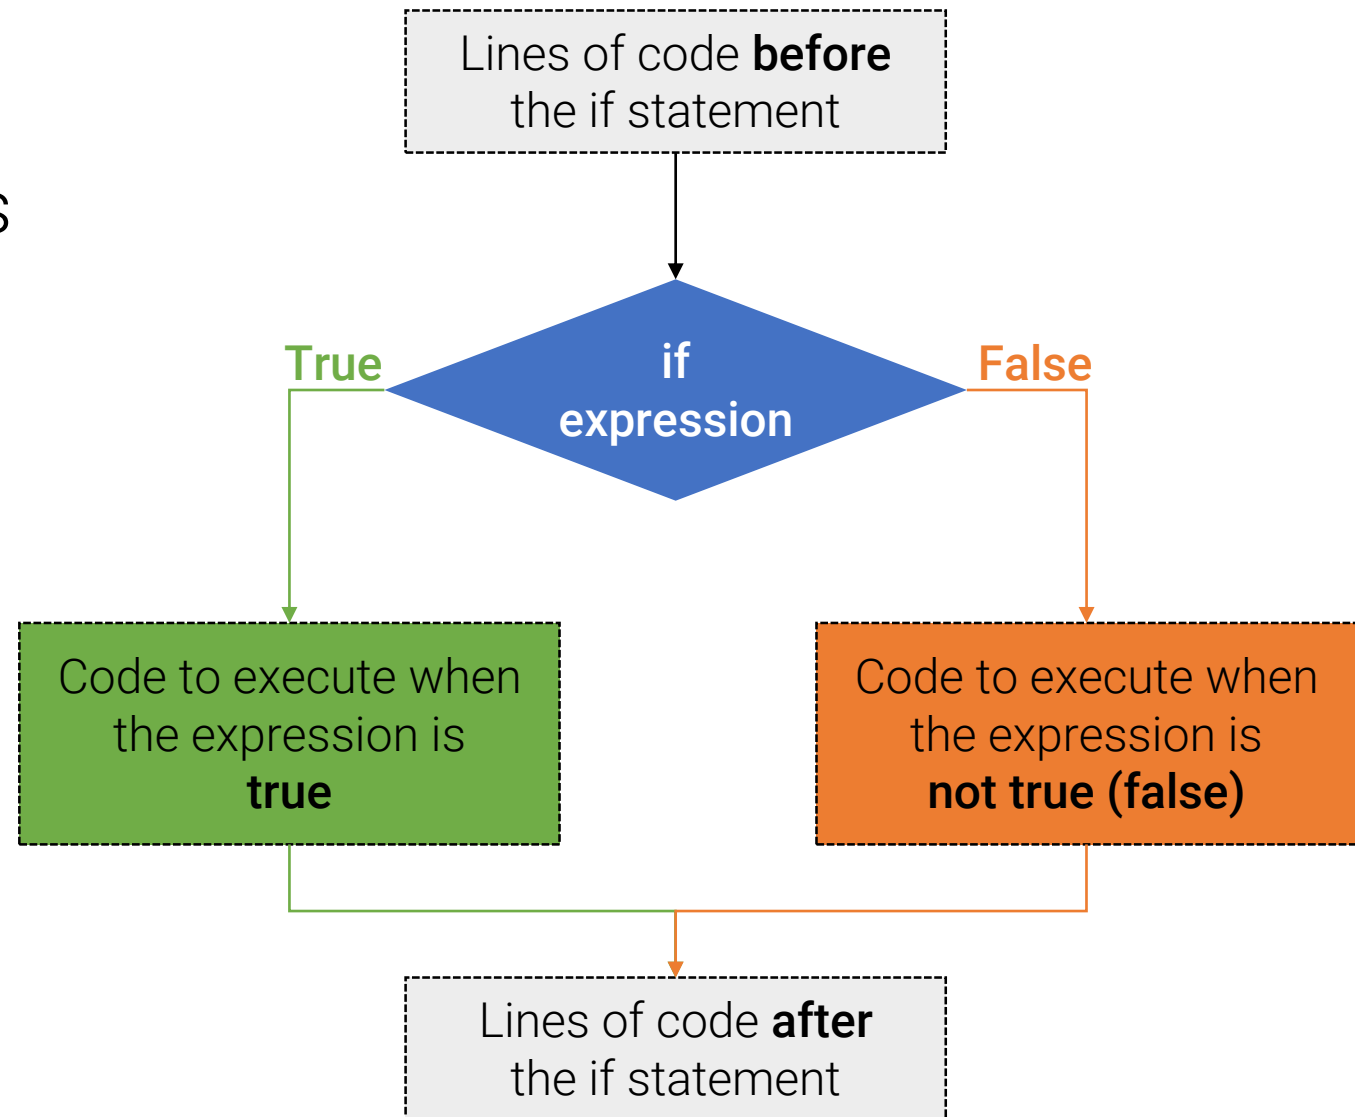 Lines of code before
the if statement
s
True
if
expression
False
Code to execute when
the expression is
true
Code to execute when
the expression is
not true (false)
Lines of code after
the if statement